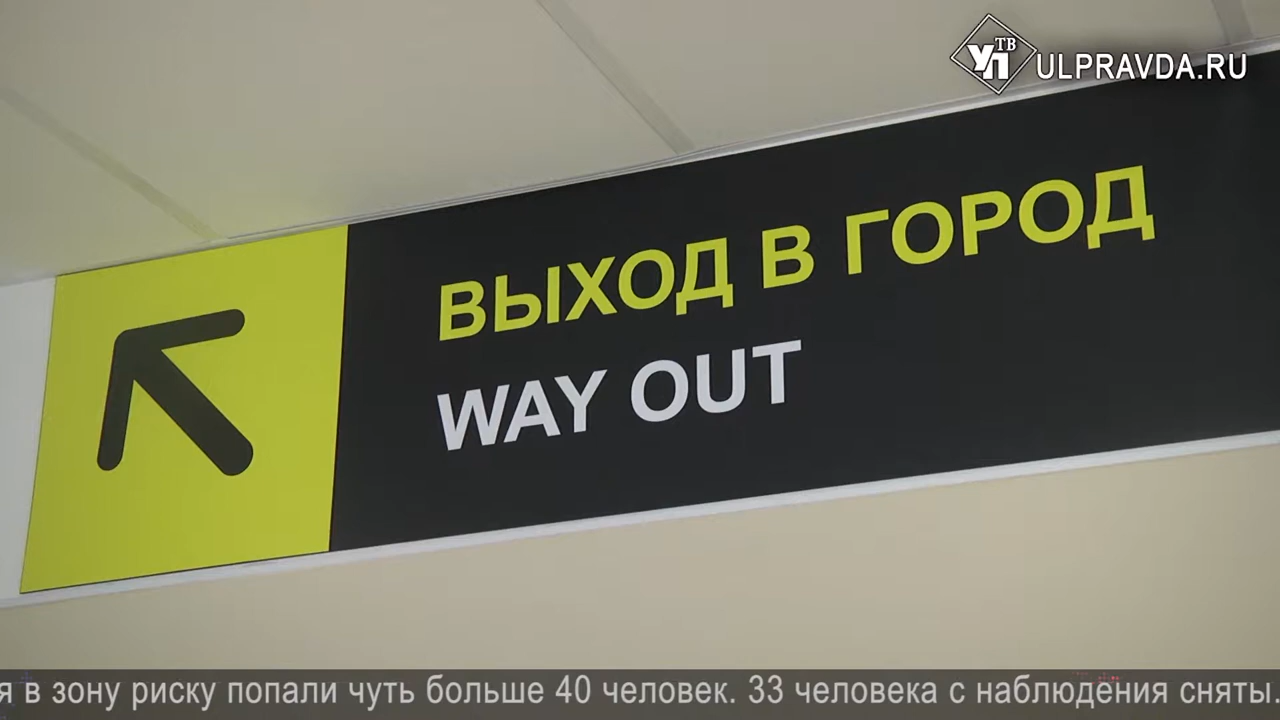 УП ТВ
ULPRAVDA.RU
ВЫХОД В ГОРОД
WAY OUT
я в зону риску попали чуть больше 40 человек. 33 человека с наблюдения сняты.